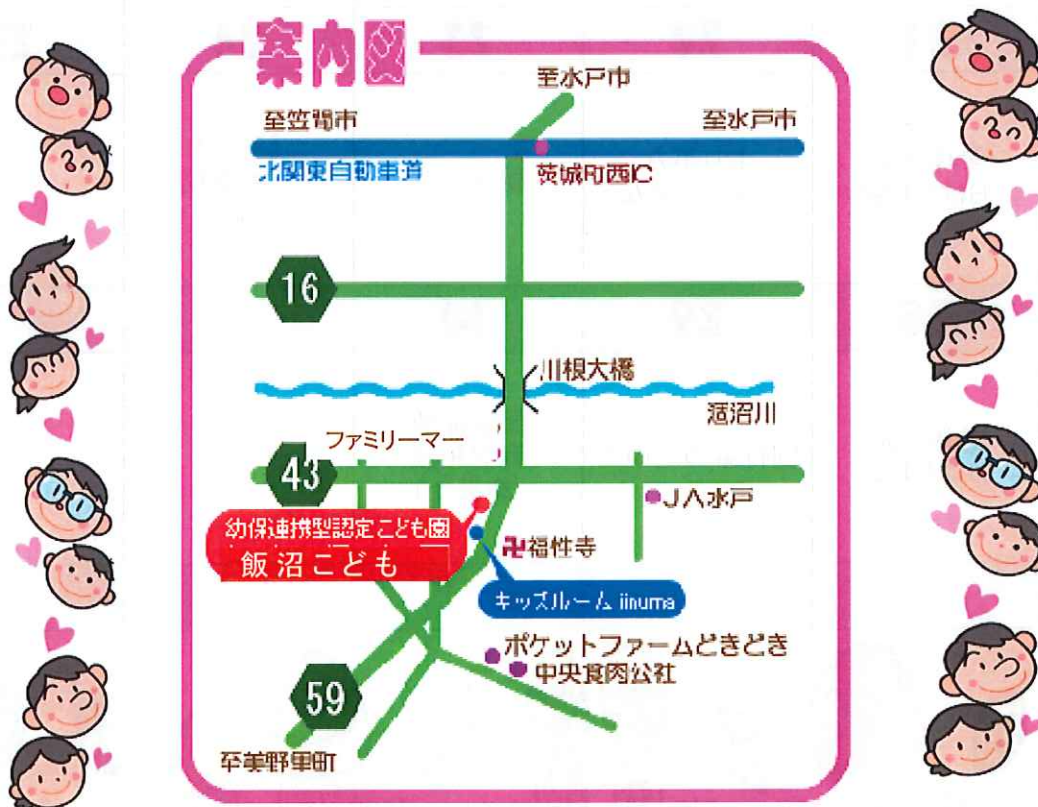 案内図
至水戸市
至笠間市
至水戸市
北関東自動車道
茨城町西IC
16
川根大橋
涸沼川
ファミリーマー
43
JA水戸
幼保連携型認定こども園
飯沼こども
卍福性寺
キッズルーム iinuma
ポケットファームどきどき
中央食肉公社
59
至美野里町